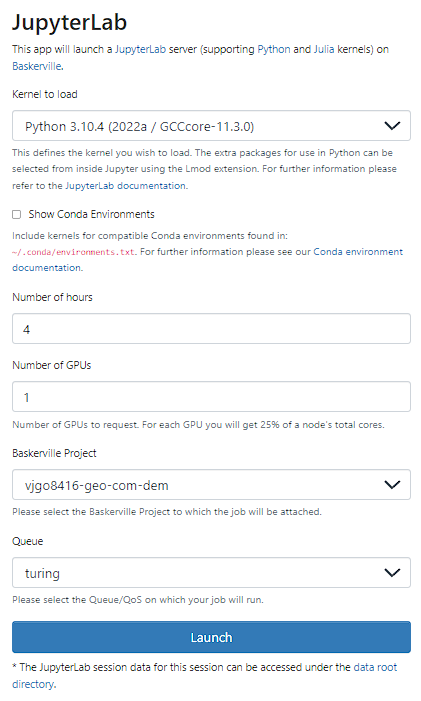 JupyterLab
This app will launch a JupyterLab server (supporting Python and Julia kernels) on
Baskerville.
Kernel to load
Python 3.10.4 (2022a / GCCcore-11.3.0)
This defines the kernel you wish to load. The extra packages for use in Python can be
selected from inside Jupyter using the Lmod extension. For further information please
refer to the JupyterLab documentation.
Show Conda Environments
Include kernels for compatible Conda environments found in:
~/.conda/environments.txt. For further information please see our Conda environment
documentation.
Number of hours
4
Number of GPUs
1
Number of GPUs to request. For each GPU you will get 25% of a node's total cores.
Baskerville Project
vjgo8416-geo-com-dem
Please select the Baskerville Project to which the job will be attached.
Queue
turing
Please select the Queue/QoS on which your job will run.
Launch
* The JupyterLab session data for this session can be accessed under the data root
directory.